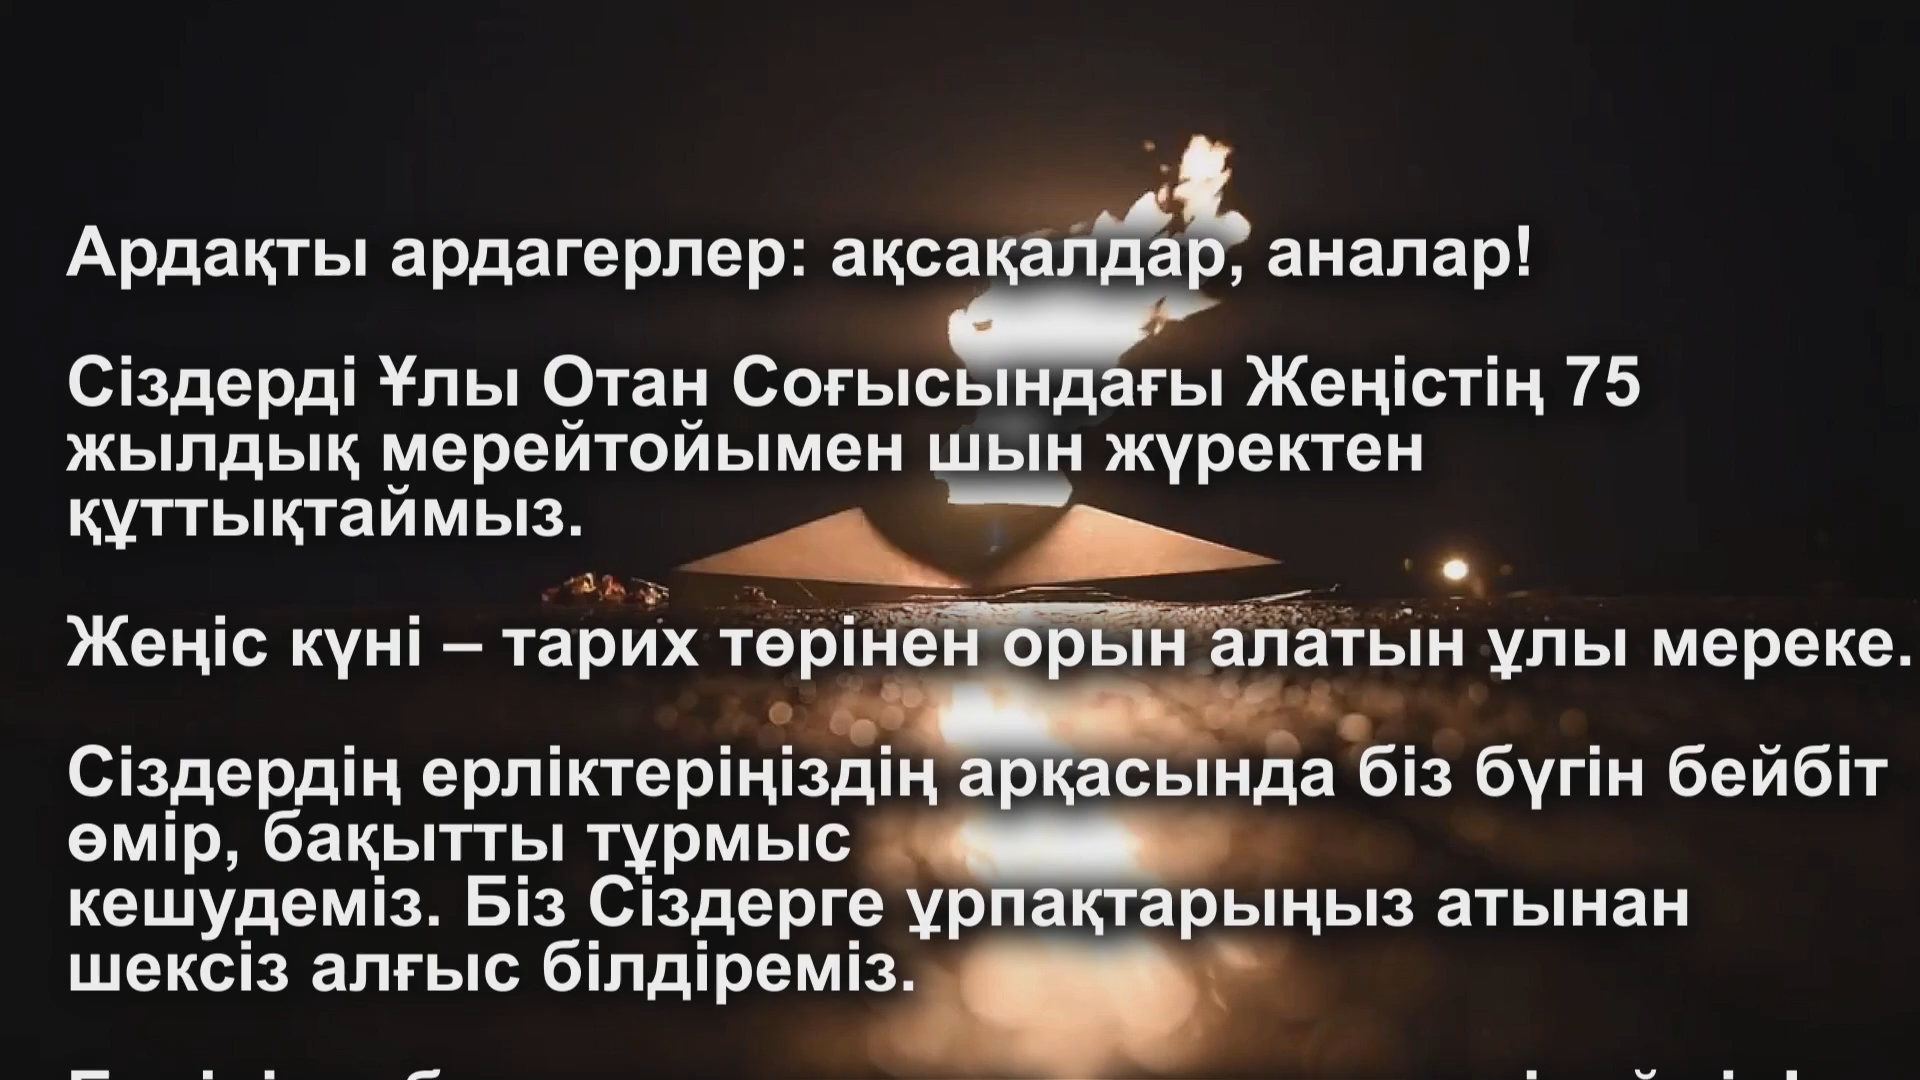 Ардақты ардагерлер: ақсақалдар, аналар!
Сіздерді Ұлы Отан Соғысындағы Жеңістің 75
жылдық мерейтойымен шын жүректен
құттықтаймыз.
Жеңіс күні – тарих төрінен орын алатын ұлы мереке.
Сіздердің ерліктеріңіздің арқасында біз бүгін бейбіт
өмір, бақытты тұрмыс
кешудеміз. Біз Сіздерге ұрпақтарыңыз атынан
шексіз алғыс білдіреміз.